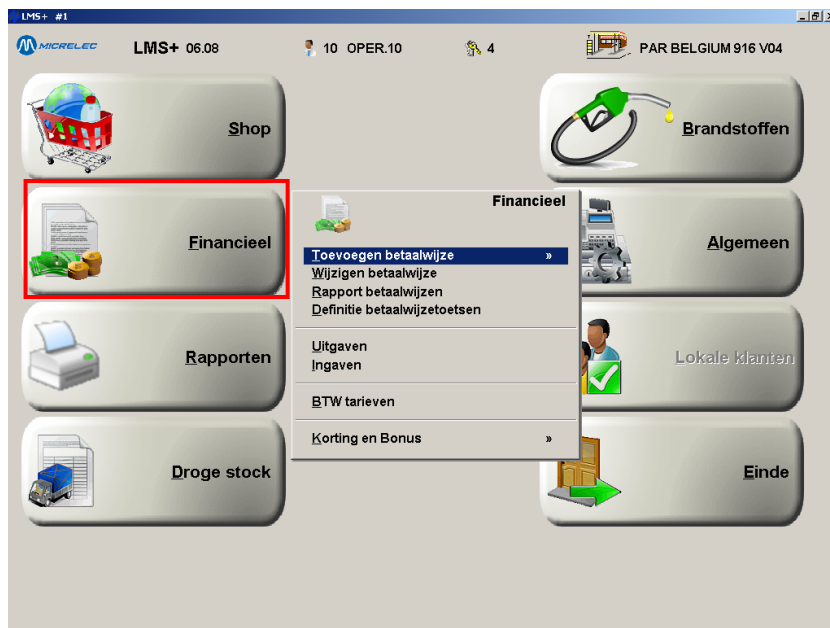 LMS+ #1
MICRELEC LMS+ 06.08 10 OPER.10 4 PAR BELGIUM 916 V04
Shop
Brandstoffen
Financieel
Financieel
Toevoegen betaalwijze »
Wijzigen betaalwijze
Rapport betaalwijzen
Definitie betaalwijzetoetsen
Uitgaven
Ingaven
BTW tarieven
Korting en Bonus »
Algemeen
Rapporten
Lokale klanten
Droge stock
Einde